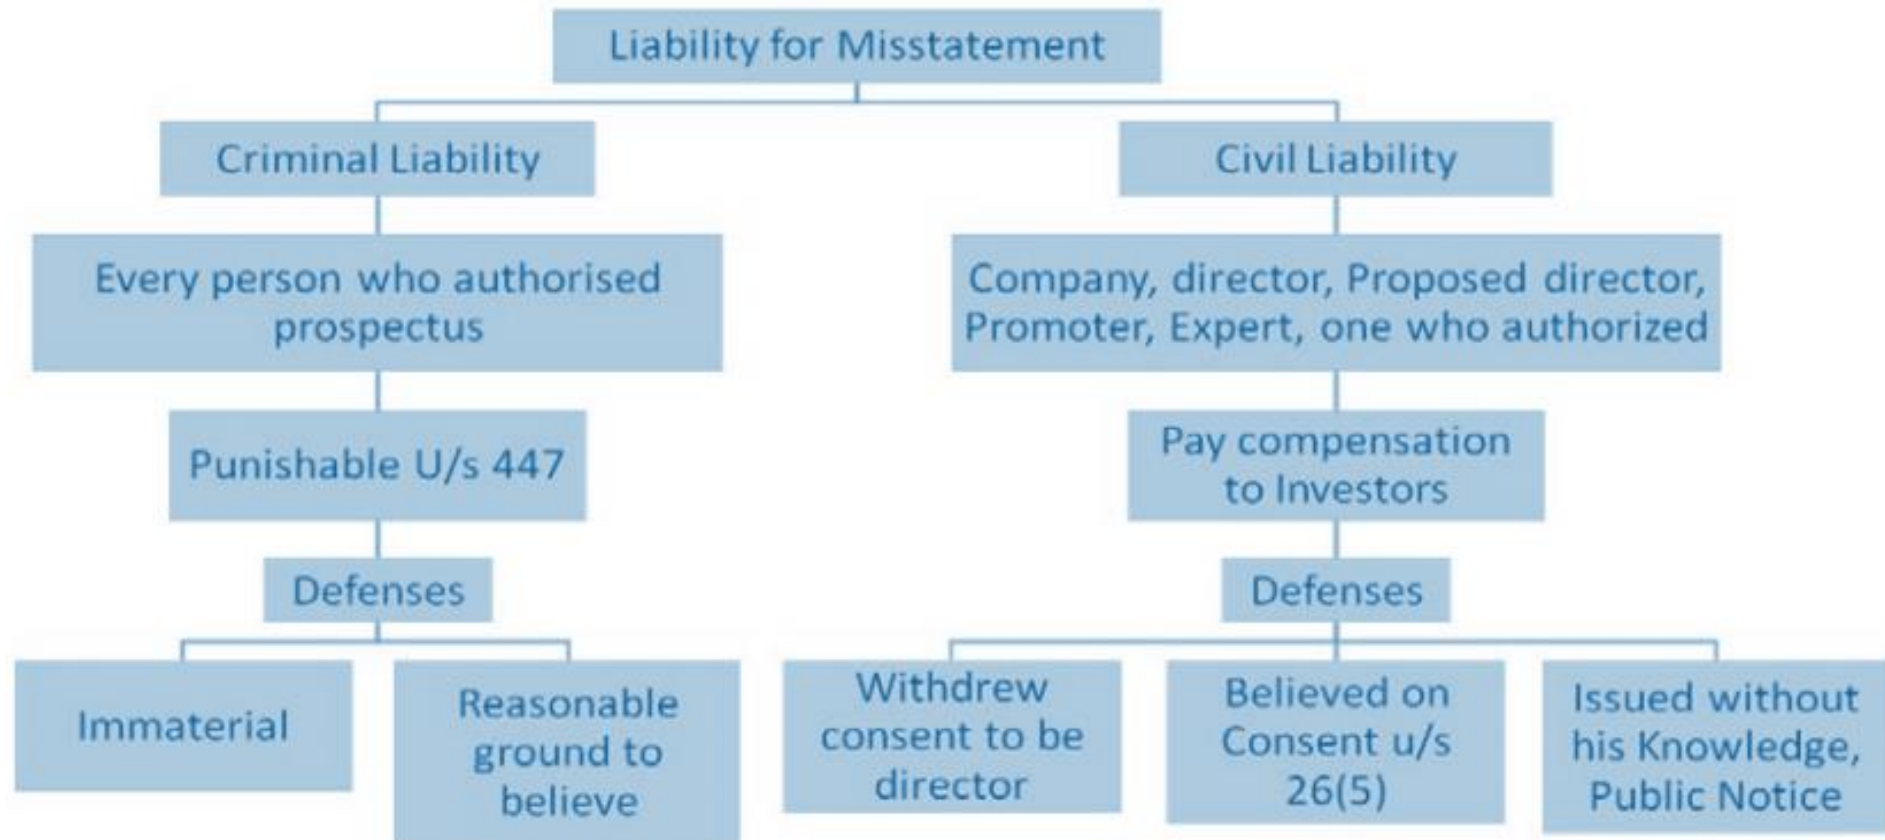 Liability for Misstatement
Criminal Liability
Civil Liability
Every person who authorised
prospectus
Company, director, Proposed director,
Promoter, Expert, one who authorized
Punishable U/s 447
Pay compensation
to Investors
Defenses
Defenses
Immaterial
Reasonable
ground to
believe
Withdrew
consent to be
director
Believed on
Consent u/s
26(5)
Issued without
his Knowledge,
Public Notice